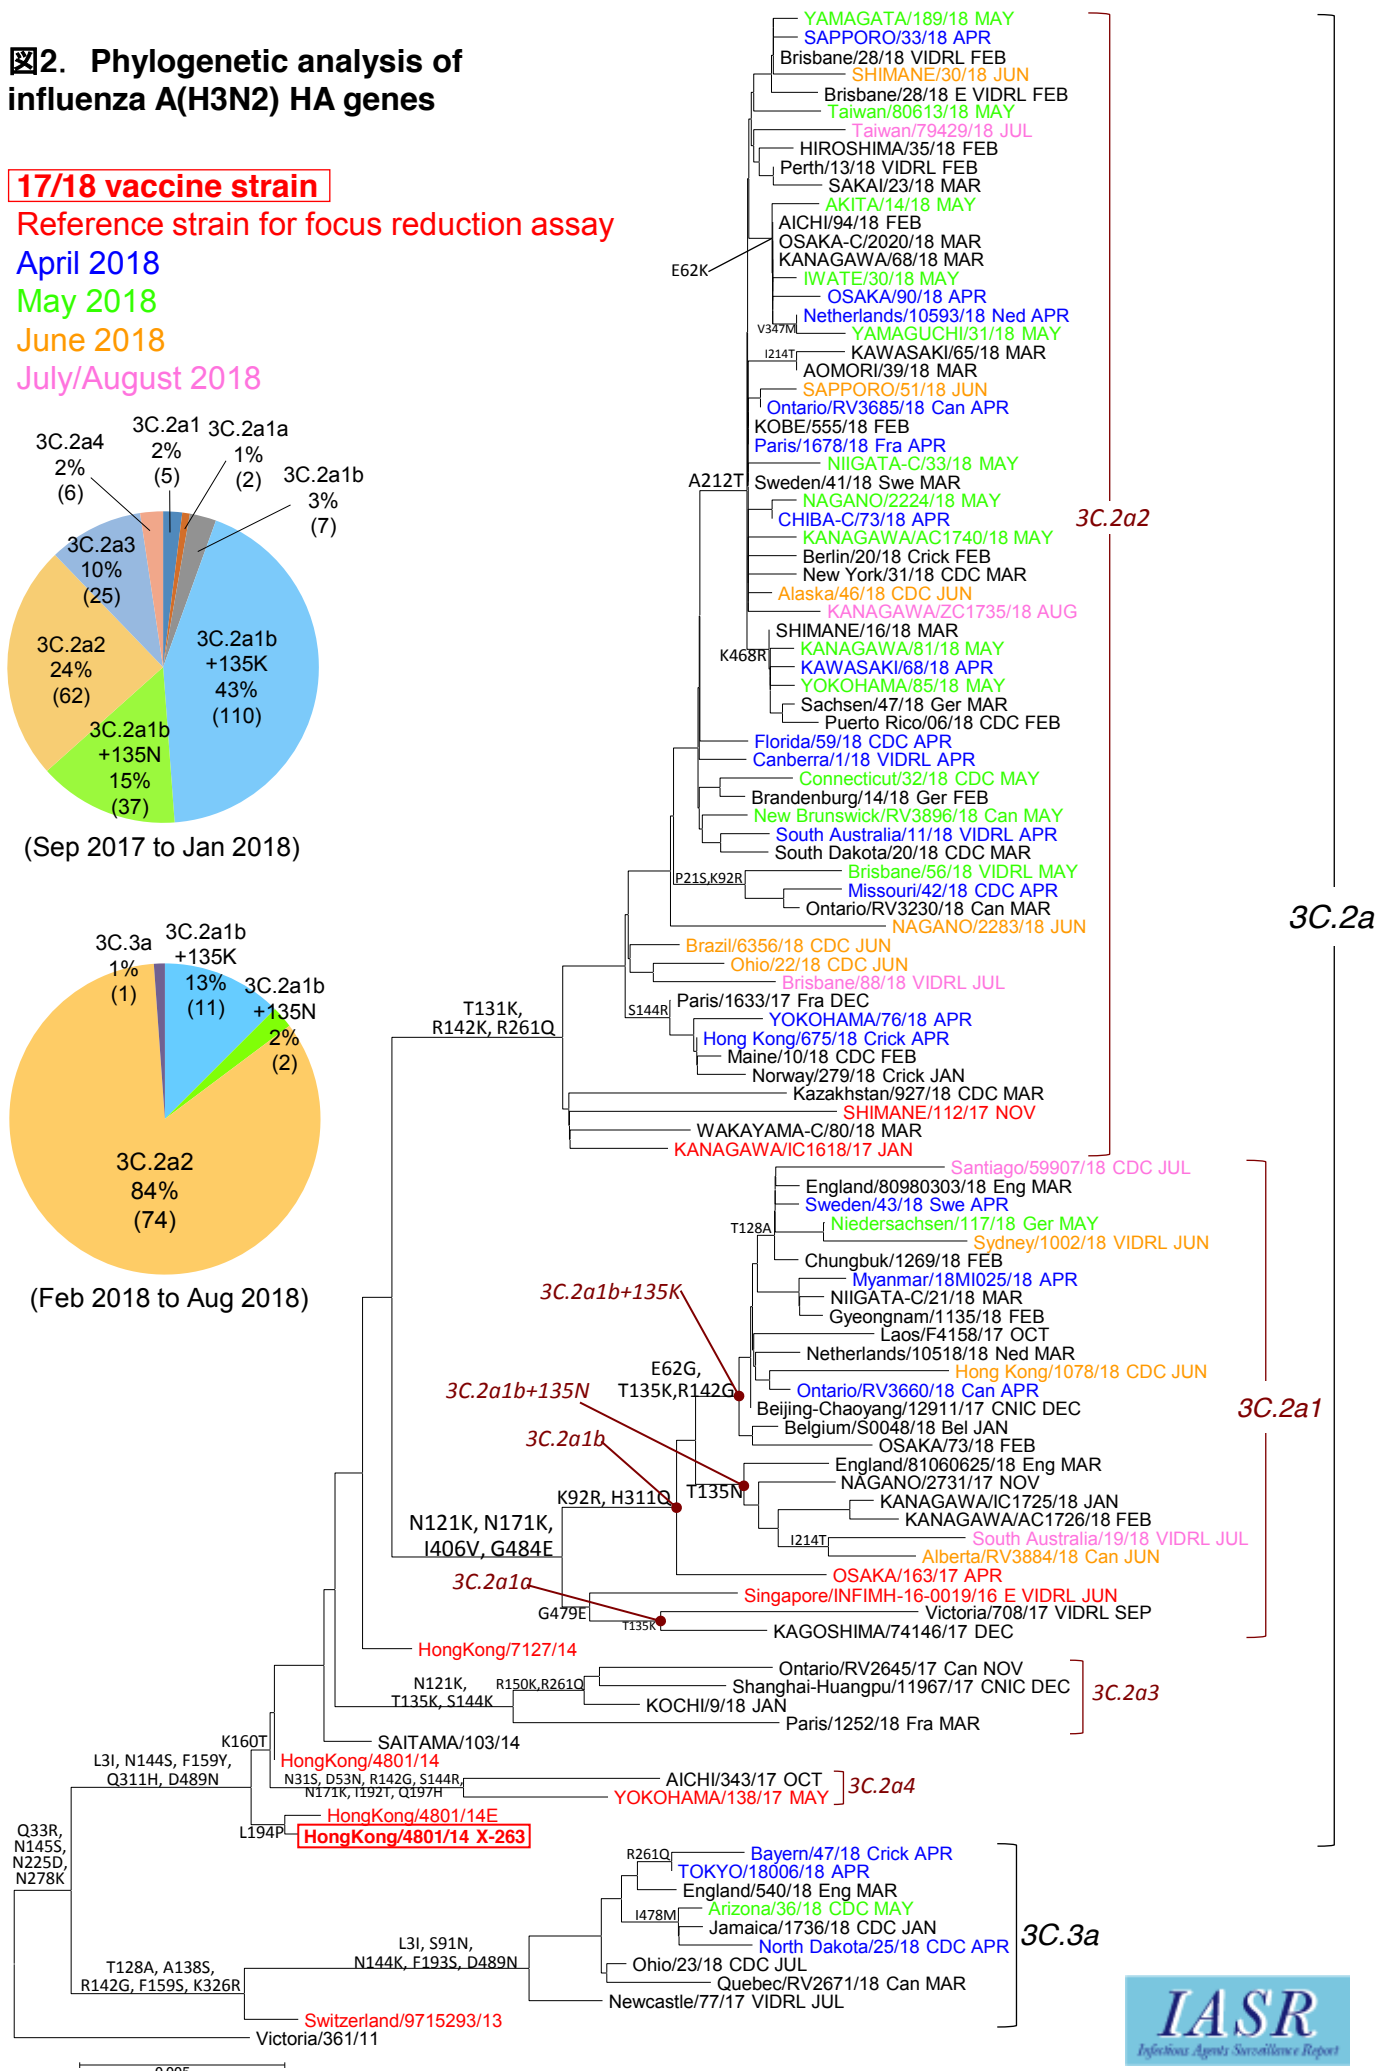 図2. Phylogenetic analysis of
influenza A(H3N2) HA genes
17/18 vaccine strain
Reference strain for focus reduction assay
April 2018
May 2018
June 2018
July/August 2018
3C.2a4
2%
(6)
3C.2a1
2%
(5)
3C.2a1a
1%
(2)
3C.2a1b
3%
(7)
3C.2a3
10%
(25)
3C.2a2
24%
(62)
3C.2a1b
+135K
43%
(110)
3C.2a1b
+135N
15%
(37)
(Sep 2017 to Jan 2018)
3C.3a
1%
(1)
3C.2a1b
+135K
13%
(11)
3C.2a1b
+135N
2%
(2)
3C.2a2
84%
(74)
(Feb 2018 to Aug 2018)
YAMAGATA/189/18 MAY
SAPPORO/33/18 APR
Brisbane/28/18 VIDRL FEB
SHIMANE/30/18 JUN
Brisbane/28/18 E VIDRL FEB
Taiwan/80613/18 MAY
Taiwan/79429/18 JUL
HIROSHIMA/35/18 FEB
Perth/13/18 VIDRL FEB
SAKAI/23/18 MAR
AKITA/14/18 MAY
AICHI/94/18 FEB
OSAKA-C/2020/18 MAR
KANAGAWA/68/18 MAR
E62K
IWATE/30/18 MAY
OSAKA/90/18 APR
Netherlands/10593/18 Ned APR
V347M
YAMAGUCHI/31/18 MAY
I214T
KAWASAKI/65/18 MAR
AOMORI/39/18 MAR
SAPPORO/51/18 JUN
Ontario/RV3685/18 Can APR
KOBE/555/18 FEB
Paris/1678/18 Fra APR
NIIGATA-C/33/18 MAY
A212T
Sweden/41/18 Swe MAR
NAGANO/2224/18 MAY
CHIBA-C/73/18 APR
3C.2a2
KANAGAWA/AC1740/18 MAY
Berlin/20/18 Crick FEB
New York/31/18 CDC MAR
Alaska/46/18 CDC JUN
KANAGAWA/ZC1735/18 AUG
SHIMANE/16/18 MAR
KANAGAWA/81/18 MAY
K468R
KAWASAKI/68/18 APR
YOKOHAMA/85/18 MAY
Sachsen/47/18 Ger MAR
Puerto Rico/06/18 CDC FEB
Florida/59/18 CDC APR
Canberra/1/18 VIDRL APR
Connecticut/32/18 CDC MAY
Brandenburg/14/18 Ger FEB
New Brunswick/RV3896/18 Can MAY
South Australia/11/18 VIDRL APR
South Dakota/20/18 CDC MAR
Brisbane/56/18 VIDRL MAY
P21S,K92R
Missouri/42/18 CDC APR
Ontario/RV3230/18 Can MAR
3C.2a
NAGANO/2283/18 JUN
Brazil/6356/18 CDC JUN
Ohio/22/18 CDC JUN
Brisbane/88/18 VIDRL JUL
Paris/1633/17 Fra DEC
S144R
T131K,
R142K, R261Q
YOKOHAMA/76/18 APR
Hong Kong/675/18 Crick APR
Maine/10/18 CDC FEB
Norway/279/18 Crick JAN
Kazakhstan/927/18 CDC MAR
SHIMANE/112/17 NOV
WAKAYAMA-C/80/18 MAR
KANAGAWA/IC1618/17 JAN
Santiago/59907/18 CDC JUL
England/80980303/18 Eng MAR
Sweden/43/18 Swe APR
T128A
Niedersachsen/117/18 Ger MAY
Sydney/1002/18 VIDRL JUN
Chungbuk/1269/18 FEB
Myanmar/18MI025/18 APR
3C.2a1b+135K
NIIGATA-C/21/18 MAR
Gyeongnam/1135/18 FEB
Laos/F4158/17 OCT
Netherlands/10518/18 Ned MAR
Hong Kong/1078/18 CDC JUN
E62G,
T135K,R142G
3C.2a1b+135N
Ontario/RV3660/18 Can APR
Beijing-Chaoyang/12911/17 CNIC DEC
3C.2a1
Belgium/S0048/18 Bel JAN
3C.2a1b
OSAKA/73/18 FEB
England/81060625/18 Eng MAR
NAGANO/2731/17 NOV
T135N
K92R, H311Q
KANAGAWA/IC1725/18 JAN
KANAGAWA/AC1726/18 FEB
N121K, N171K,
I406V, G484E
I214T
South Australia/19/18 VIDRL JUL
Alberta/RV3884/18 Can JUN
OSAKA/163/17 APR
3C.2a1a
Singapore/INFIMH-16-0019/16 E VIDRL JUN
G479E
Victoria/708/17 VIDRL SEP
T135K
KAGOSHIMA/74146/17 DEC
HongKong/7127/14
Ontario/RV2645/17 Can NOV
N121K,
T135K, S144K
R150K,R261Q
Shanghai-Huangpu/11967/17 CNIC DEC
3C.2a3
KOCHI/9/18 JAN
Paris/1252/18 Fra MAR
K160T
SAITAMA/103/14
HongKong/4801/14
L3I, N144S, F159Y,
Q311H, D489N
N31S, D53N, R142G, S144R,
N171K, I192T, Q197H
AICHI/343/17 OCT
3C.2a4
YOKOHAMA/138/17 MAY
HongKong/4801/14E
L194P
HongKong/4801/14 X-263
Q33R,
N145S,
N225D,
N278K
R261Q
Bayern/47/18 Crick APR
TOKYO/18006/18 APR
England/540/18 Eng MAR
Arizona/36/18 CDC MAY
I478M
Jamaica/1736/18 CDC JAN
3C.3a
North Dakota/25/18 CDC APR
L3I, S91N,
N144K, F193S, D489N
Ohio/23/18 CDC JUL
T128A, A138S,
R142G, F159S, K326R
Quebec/RV2671/18 Can MAR
Newcastle/77/17 VIDRL JUL
Switzerland/9715293/13
Victoria/361/11
IASR
Infectious Agents Surveillance Report